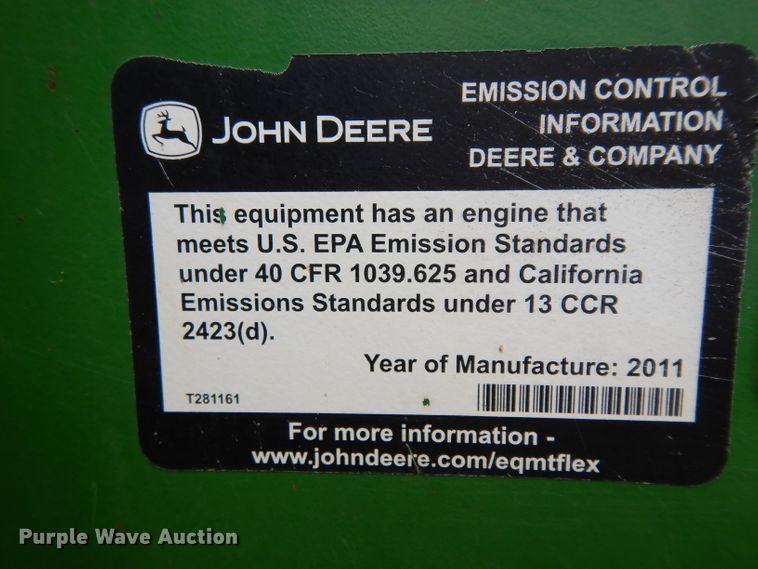 JOHN DEERE
EMISSION CONTROL
INFORMATION
DEERE & COMPANY
This equipment has an engine that
meets U.S. EPA Emission Standards
under 40 CFR 1039.625 and California
Emissions Standards under 13 CCR
2423(d).
Year of Manufacture: 2011
T281161
For more information -
www.johndeere.com/eqmtflex
Purple Wave Auction